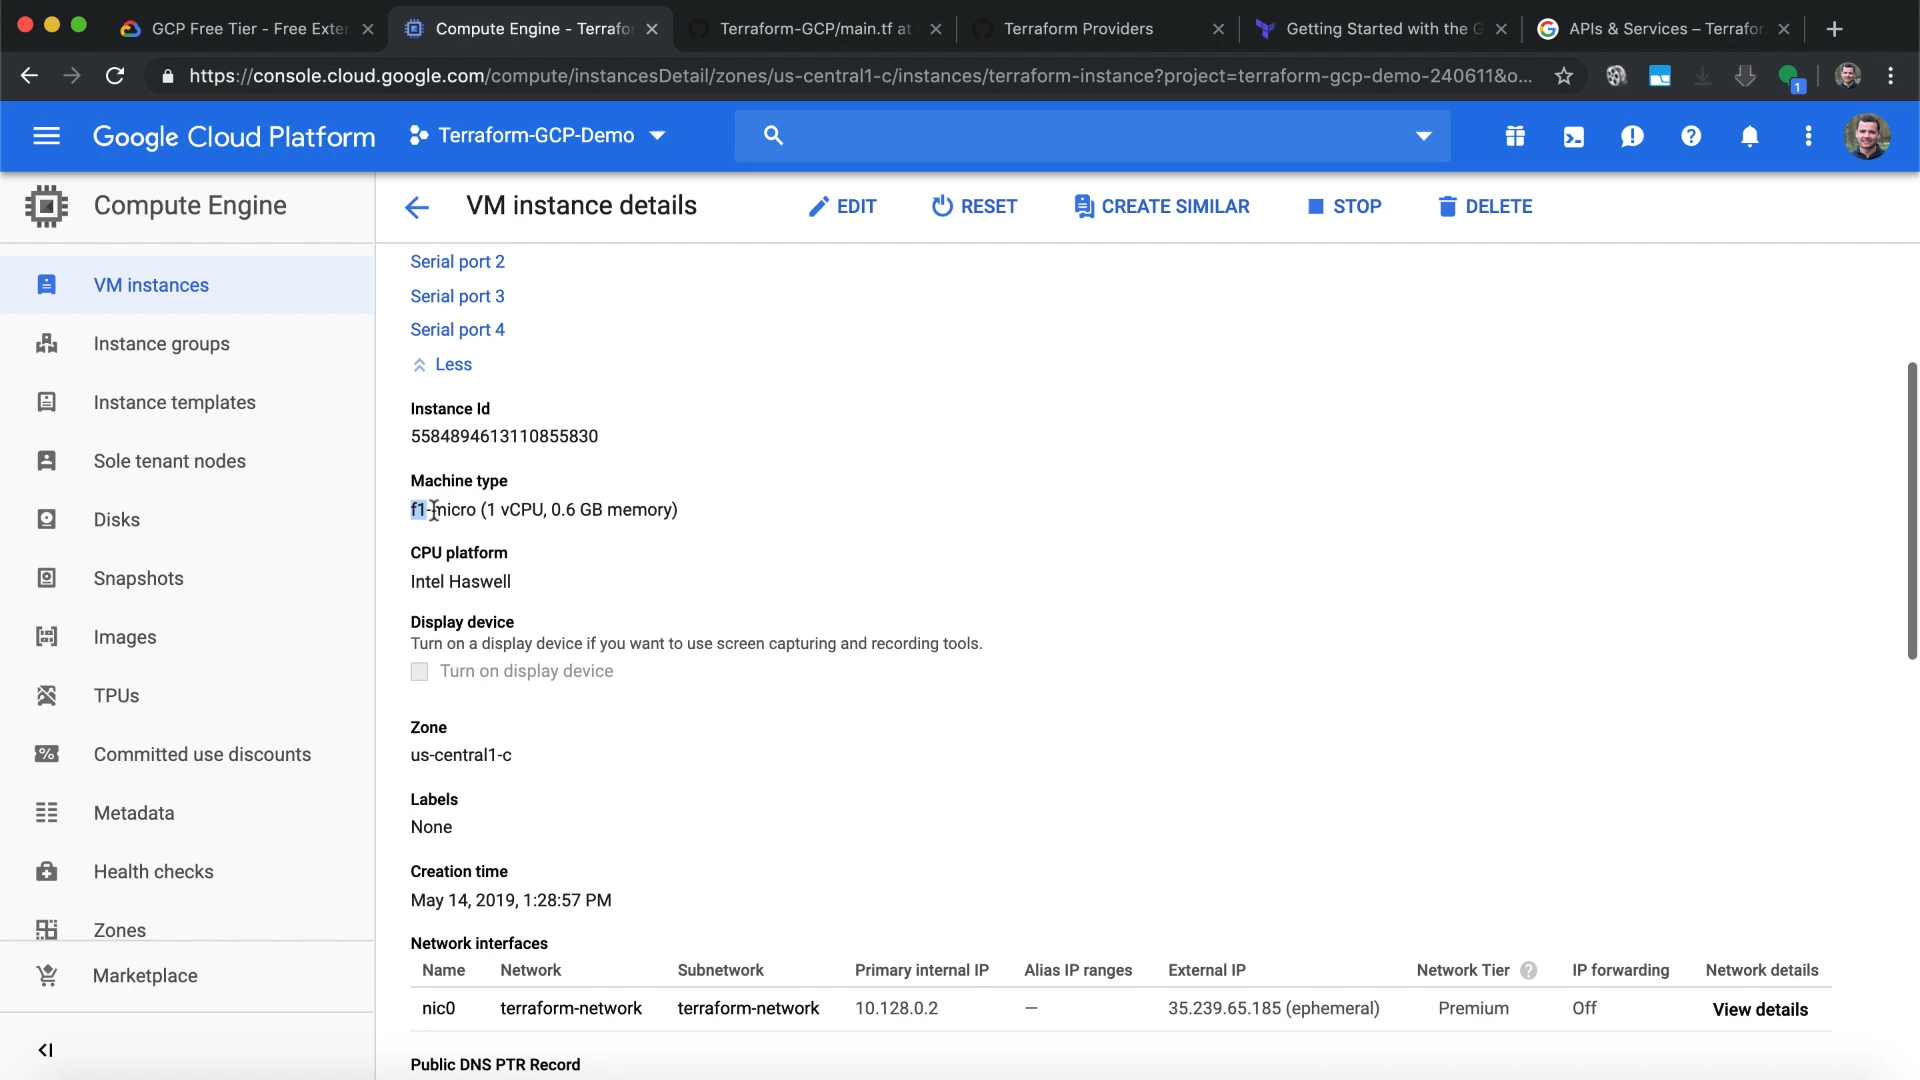 GCP Free Tier - Free Exter
Compute Engine - Terrafor
Terraform-GCP/main.tf at
Terraform Providers
Getting Started with the G
APIs & Services – Terrafor
https://console.cloud.google.com/compute/instancesDetail/zones/us-central1-c/instances/terraform-instance?project=terraform-gcp-demo-240611&o...
1
Google Cloud Platform
Terraform-GCP-Demo
Compute Engine
VM instance details
EDIT
RESET
CREATE SIMILAR
STOP
DELETE
VM instances
Instance groups
Instance templates
Sole tenant nodes
Disks
Snapshots
Images
TPUs
Committed use discounts
Metadata
Health checks
Zones
Marketplace
Serial port 2
Serial port 3
Serial port 4
Less
Instance Id
5584894613110855830
Machine type
f1-micro (1 vCPU, 0.6 GB memory)
CPU platform
Intel Haswell
Display device
Turn on a display device if you want to use screen capturing and recording tools.
Turn on display device
Zone
us-central1-c
Labels
None
Creation time
May 14, 2019, 1:28:57 PM
Network interfaces
Name Network Subnetwork Primary internal IP Alias IP ranges External IP Network Tier IP forwarding Network details
nic0 terraform-network terraform-network 10.128.0.2 — 35.239.65.185 (ephemeral) Premium Off View details
Public DNS PTR Record